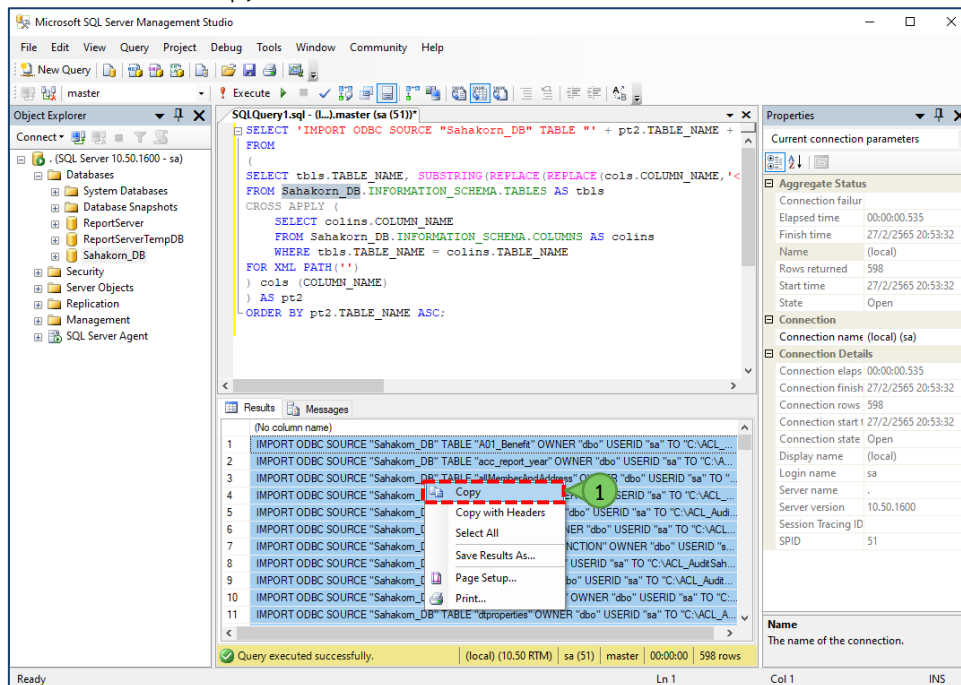 Microsoft SQL Server Management Studio
File Edit View Query Project Debug Tools Window Community Help
New Query
master
Execute
Object Explorer
Connect
. (SQL Server 10.50.1600 - sa)
Databases
System Databases
Database Snapshots
ReportServer
ReportServerTempDB
Sahakorn_DB
Security
Server Objects
Replication
Management
SQL Server Agent
SQLQuery1.sql - (l...).master (sa (51))*
SELECT 'IMPORT ODBC SOURCE "Sahakorn_DB" TABLE "' + pt2.TABLE_NAME +
FROM
(
SELECT tbls.TABLE_NAME, SUBSTRING(REPLACE(REPLACE(cols.COLUMN_NAME,'<
FROM Sahakorn_DB.INFORMATION_SCHEMA.TABLES AS tbls
CROSS APPLY (
SELECT colins.COLUMN_NAME
FROM Sahakorn_DB.INFORMATION_SCHEMA.COLUMNS AS colins
WHERE tbls.TABLE_NAME = colins.TABLE_NAME
FOR XML PATH('')
) cols (COLUMN_NAME)
) AS pt2
ORDER BY pt2.TABLE_NAME ASC;
Results Messages
(No column name)
1 IMPORT ODBC SOURCE "Sahakorn_DB" TABLE "A01_Benefit" OWNER "dbo" USERID "sa" TO "C:\ACL_...
2 IMPORT ODBC SOURCE "Sahakorn_DB" TABLE "acc_report_year" OWNER "dbo" USERID "sa" TO "C:\A...
3 IMPORT ODBC SOURCE "Sahakorn_DB" TABLE "allMemberAndAddress" OWNER "dbo" USERID "sa" TO "...
4 IMPORT ODBC SOURCE "Sahakorn_D USERID "sa" TO "C:\ACL_...
5 IMPORT ODBC SOURCE "Sahakorn_D "dbo" USERID "sa" TO "C:\ACL_Audi...
6 IMPORT ODBC SOURCE "Sahakorn_D NER "dbo" USERID "sa" TO "C:\ACL...
7 IMPORT ODBC SOURCE "Sahakorn_D NCTION" OWNER "dbo" USERID "s...
8 IMPORT ODBC SOURCE "Sahakorn_D USERID "sa" TO "C:\ACL_AuditSah...
9 IMPORT ODBC SOURCE "Sahakorn_D bo" USERID "sa" TO "C:\ACL_Audit...
10 IMPORT ODBC SOURCE "Sahakorn_D OWNER "dbo" USERID "sa" TO "C:...
11 IMPORT ODBC SOURCE "Sahakorn_DB" TABLE "dtproperties" OWNER "dbo" USERID "sa" TO "C:\ACL_A...
Copy
1
Copy with Headers
Select All
Save Results As...
Page Setup...
Print...
Query executed successfully. (local) (10.50 RTM) sa (51) master 00:00:00 598 rows
Properties
Current connection parameters
Aggregate Status
Connection failur
Elapsed time 00:00:00.535
Finish time 27/2/2565 20:53:32
Name (local)
Rows returned 598
Start time 27/2/2565 20:53:32
State Open
Connection
Connection name (local) (sa)
Connection Details
Connection elaps 00:00:00.535
Connection finish 27/2/2565 20:53:32
Connection rows 598
Connection start t 27/2/2565 20:53:32
Connection state Open
Display name (local)
Login name sa
Server name .
Server version 10.50.1600
Session Tracing ID
SPID 51
Name
The name of the connection.
Ready Ln 1 Col 1 INS